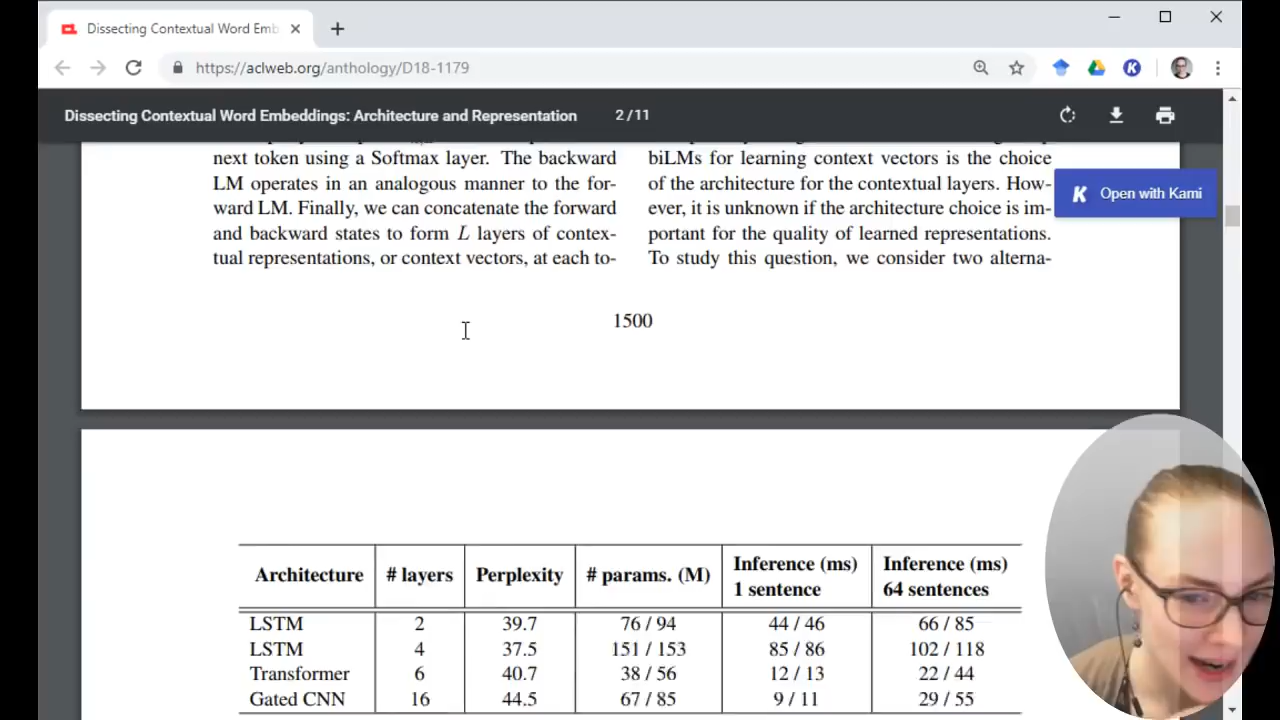 Dissecting Contextual Word Emb
https://aclweb.org/anthology/D18-1179
Dissecting Contextual Word Embeddings: Architecture and Representation 2 / 11
next token using a Softmax layer. The backward
LM operates in an analogous manner to the for-
ward LM. Finally, we can concatenate the forward
and backward states to form L layers of contex-
tual representations, or context vectors, at each to-
biLMs for learning context vectors is the choice
of the architecture for the contextual layers. How-
ever, it is unknown if the architecture choice is im-
portant for the quality of learned representations.
To study this question, we consider two alterna-
K Open with Kami
1500
Architecture # layers Perplexity # params. (M) Inference (ms) 1 sentence Inference (ms) 64 sentences
LSTM 2 39.7 76 / 94 44 / 46 66 / 85
LSTM 4 37.5 151 / 153 85 / 86 102 / 118
Transformer 6 40.7 38 / 56 12 / 13 22 / 44
Gated CNN 16 44.5 67 / 85 9 / 11 29 / 55